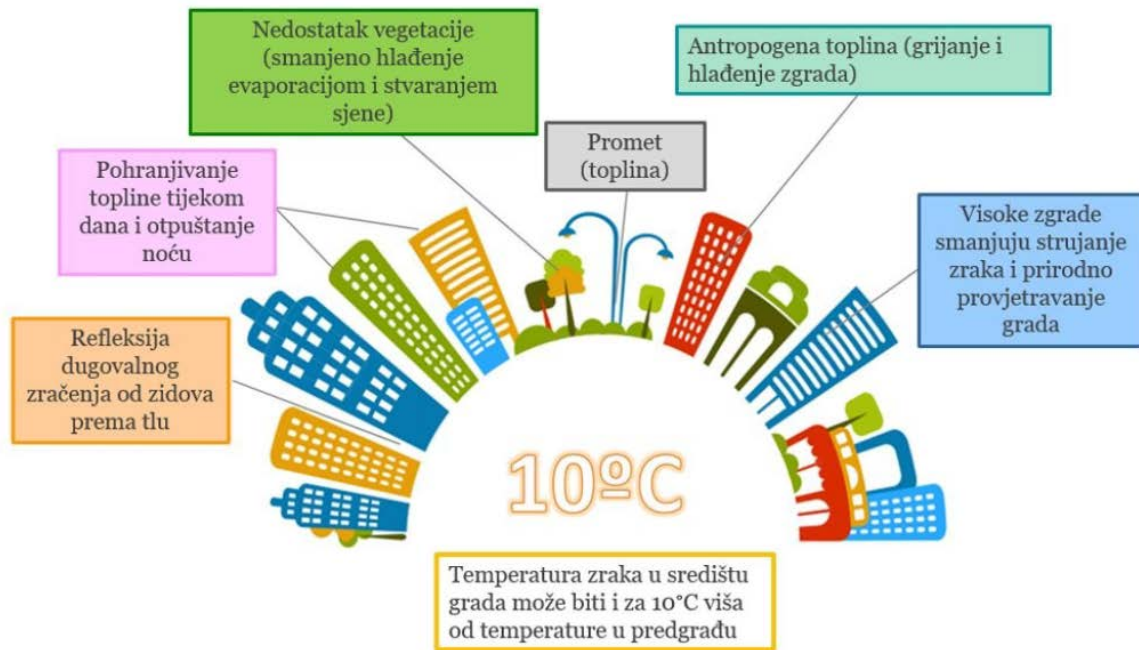 Nedostatak vegetacije
(smanjeno hlađenje
evaporacijom i stvaranjem
sjene)
Antropogena toplina (grijanje i
hlađenje zgrada)
Promet
(toplina)
Pohranjivanje
topline tijekom
dana i otpuštanje
noću
Visoke zgrade
smanjuju strujanje
zraka i prirodno
provjetravanje
grada
Refleksija
dugovalnog
zračenja od zidova
prema tlu
10ºC
Temperatura zraka u središtu
grada može biti i za 10°C viša
od temperature u predgrađu